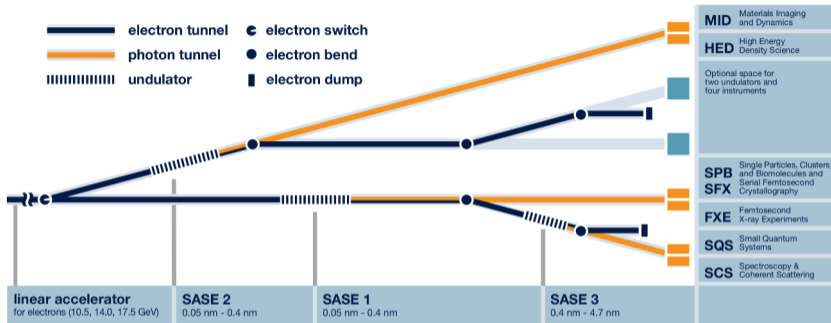 electron tunnel
photon tunnel
undulator
electron switch
electron bend
electron dump
MID Materials Imaging
and Dynamics
HED High Energy
Density Science
Optional space for
two undulators and
four instruments
SPB
SFX
Single Particles, Clusters,
and Biomolecules and
Serial Femtosecond
Crystallography
FXE Femtosecond
X-ray Experiments
SQS Small Quantum
Systems
SCS Spectroscopy &
Coherent Scattering
linear accelerator
for electrons (10.5, 14.0, 17.5 GeV)
SASE 2
0.05 nm - 0.4 nm
SASE 1
0.05 nm - 0.4 nm
SASE 3
0.4 nm - 4.7 nm